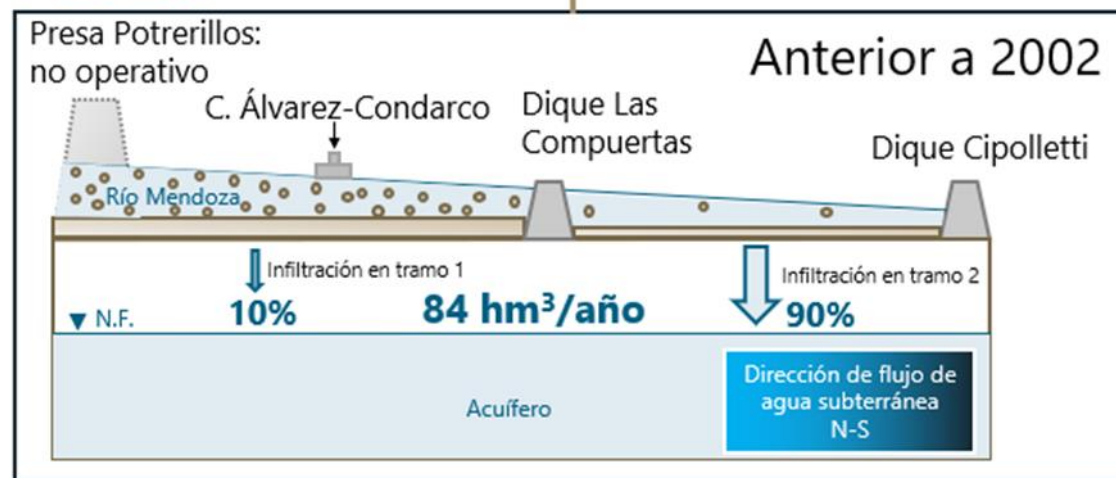 Presa Potrerillos:
no operativo
Anterior a 2002
C. Álvarez-Condarco
Dique Las
Compuertas
Dique Cipolletti
Río Mendoza
Infiltración en tramo 1
10%
84 hm³/año
Infiltración en tramo 2
90%
N.F.
Acuífero
Dirección de flujo de
agua subterránea
N-S